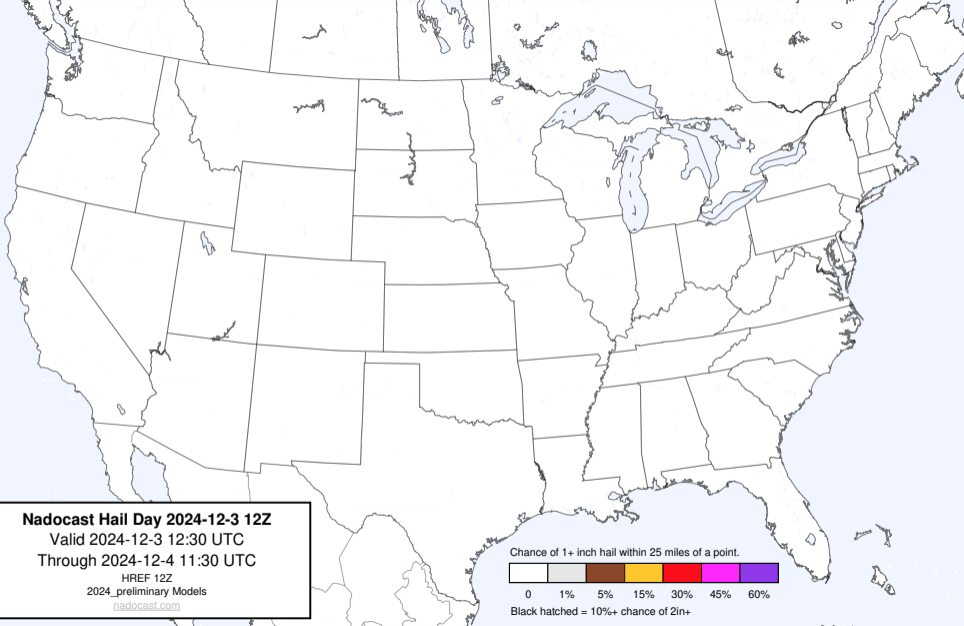 Nadocast Hail Day 2024-12-3 12Z
Valid 2024-12-3 12:30 UTC
Through 2024-12-4 11:30 UTC
HREF 12Z
2024_preliminary Models
nadocast.com
Chance of 1+ inch hail within 25 miles of a point.
0 1% 5% 15% 30% 45% 60%
Black hatched = 10%+ chance of 2in+